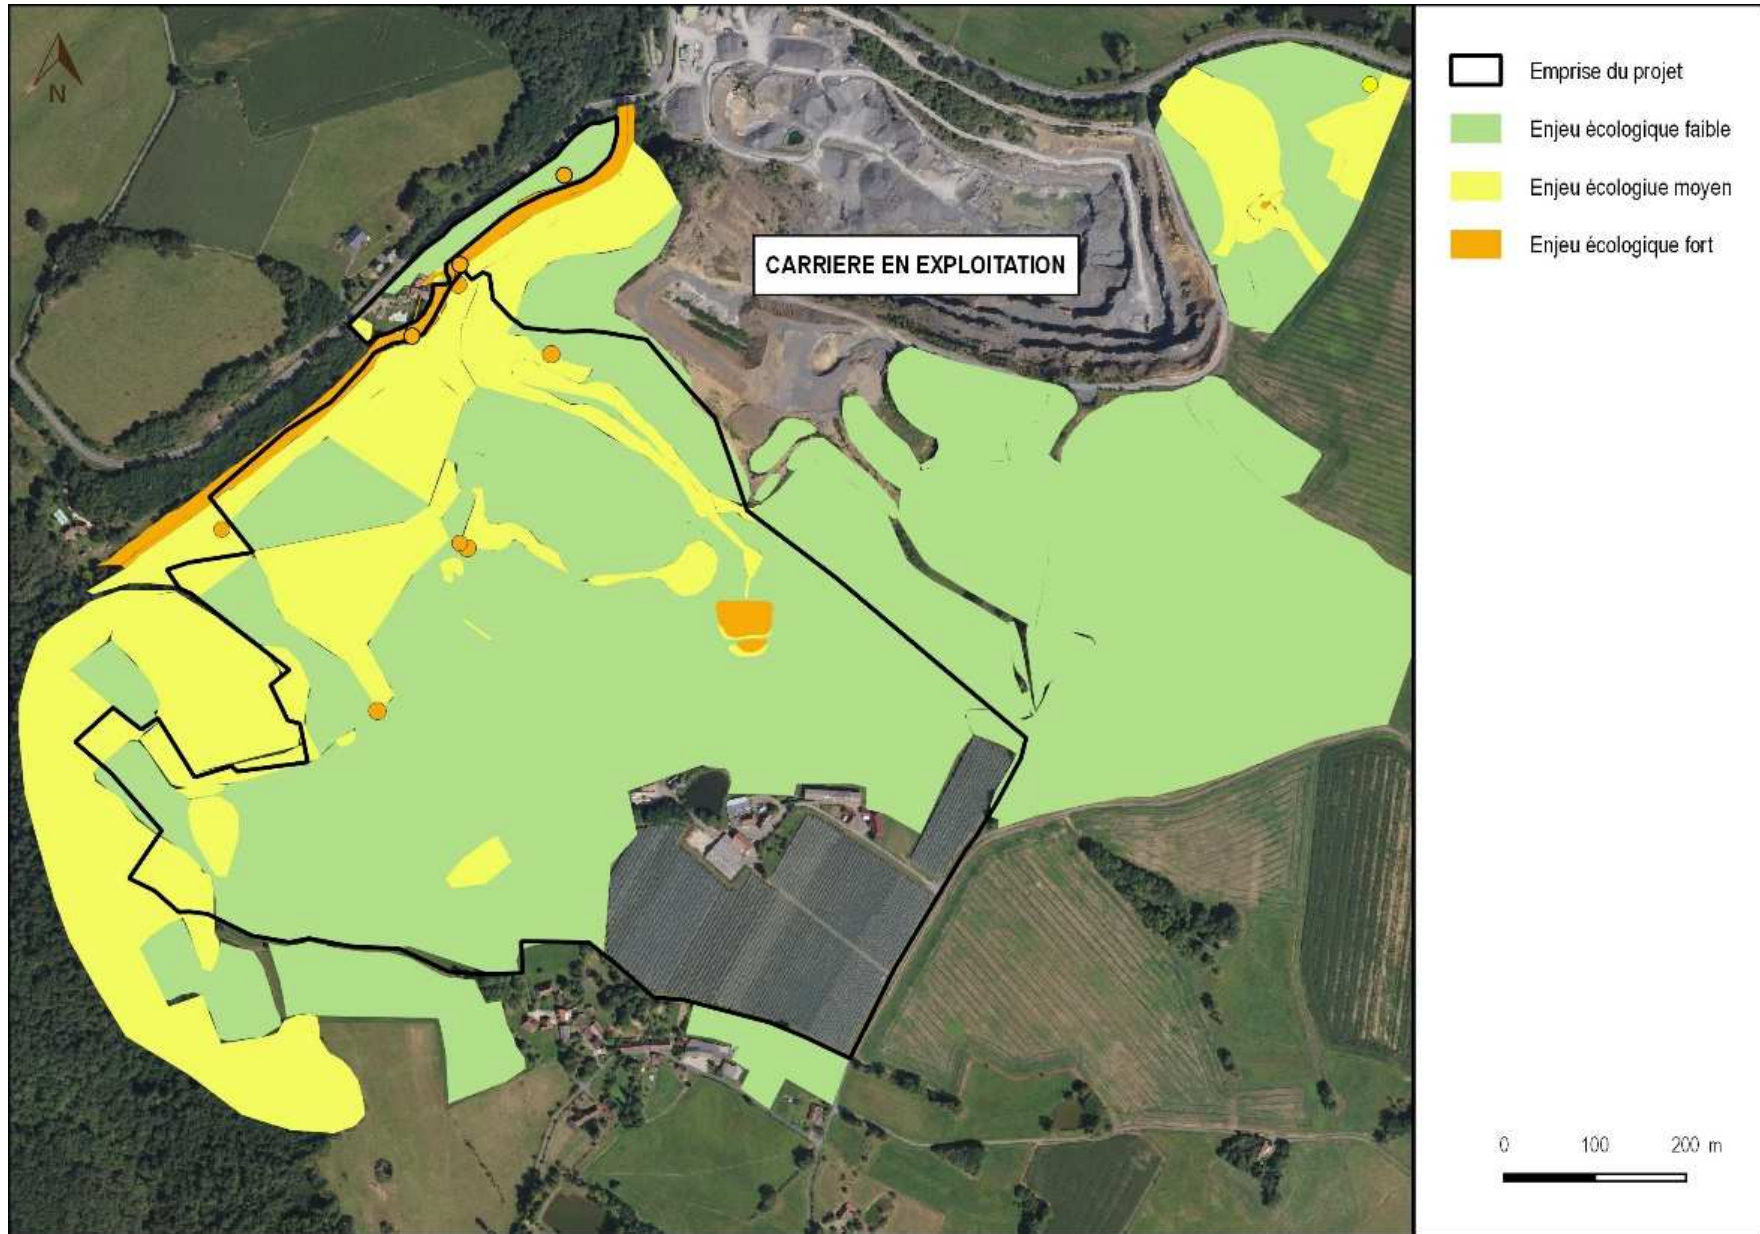 N
CARRIERE EN EXPLOITATION
Emprise du projet
Enjeu écologique faible
Enjeu écologiue moyen
Enjeu écologique fort
0 100 200 m